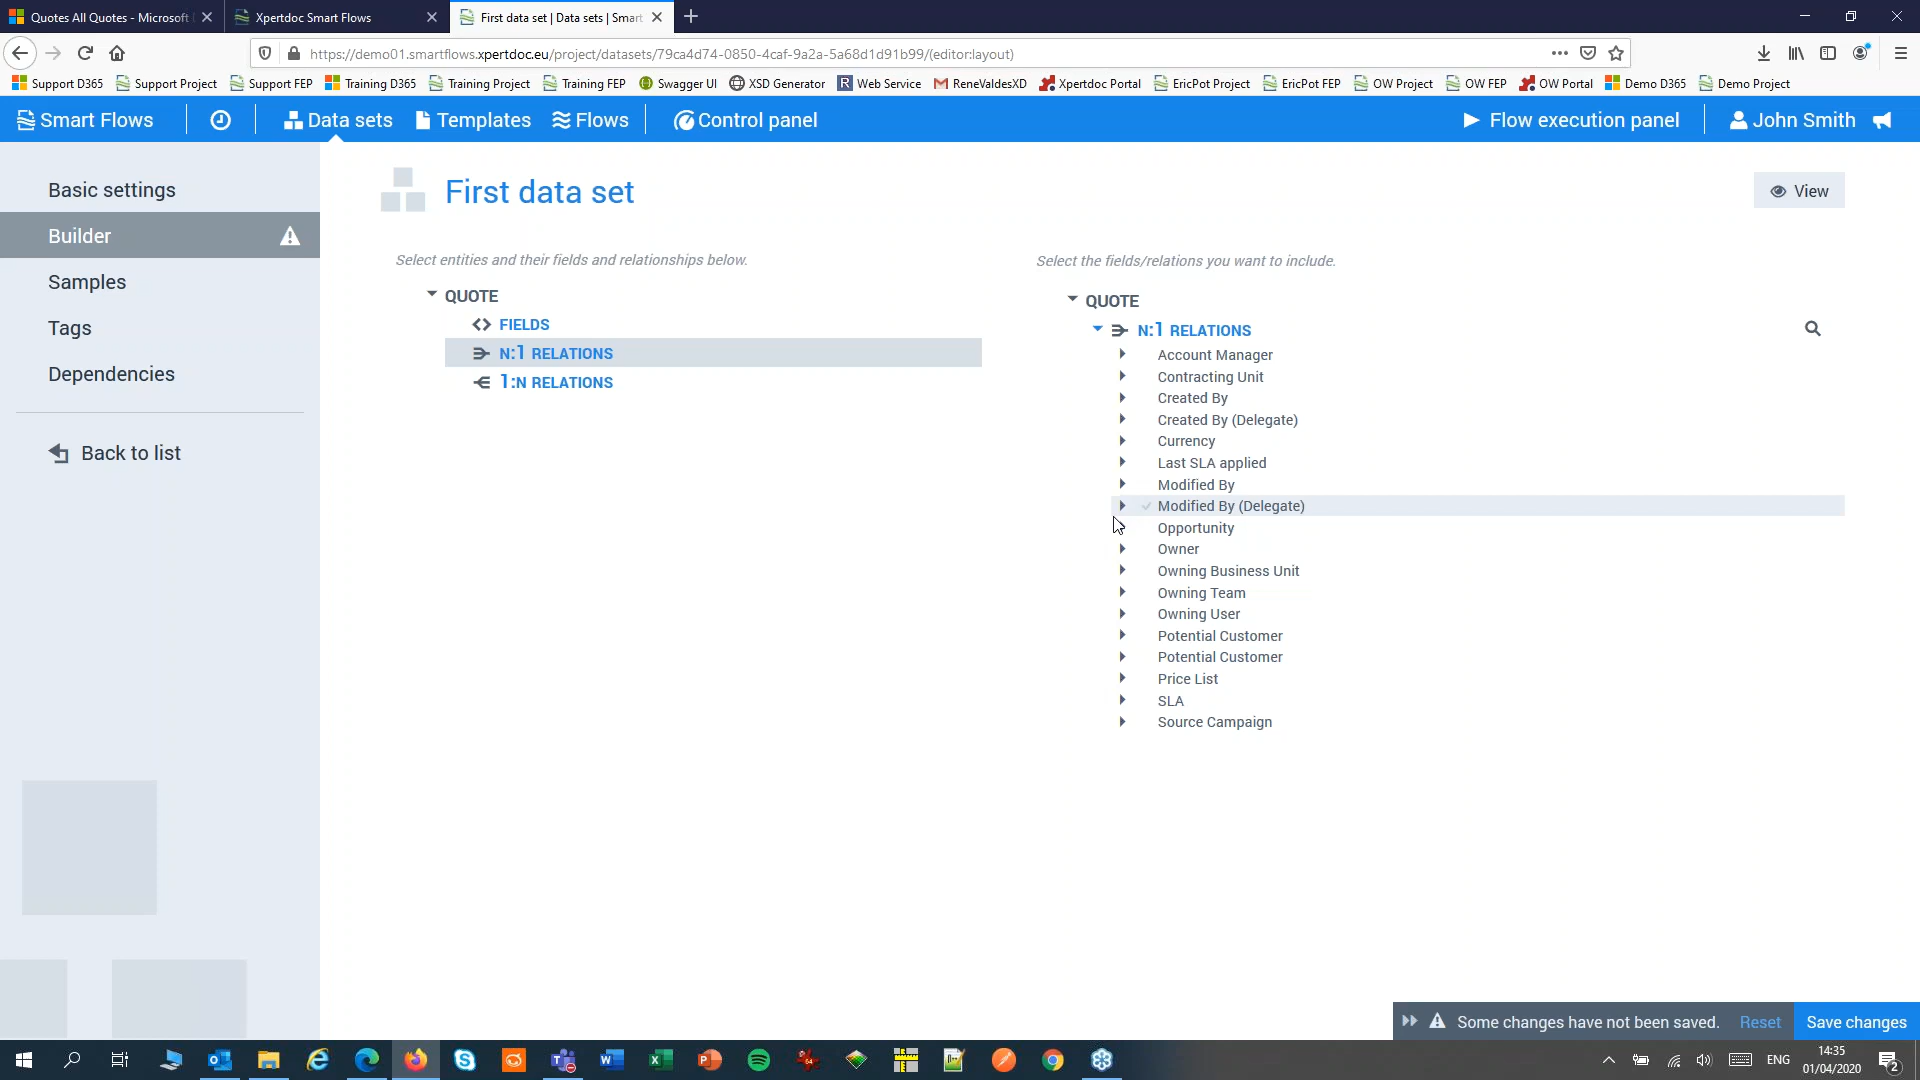 Quotes All Quotes - Microsoft
Xpertdoc Smart Flows
First data set | Data sets | Smart
https://demo01.smartflows.xpertdoc.eu/project/datasets/79ca4d74-0850-4caf-9a2a-5a68d1d91b99/(editor:layout)
Support D365 Support Project Support FEP Training D365 Training Project Training FEP Swagger UI XSD Generator R Web Service ReneValdesXD Xpertdoc Portal EricPot Project EricPot FEP OW Project OW FEP OW Portal Demo D365 Demo Project
Smart Flows Data sets Templates Flows Control panel Flow execution panel John Smith
Basic settings
Builder
Samples
Tags
Dependencies
Back to list
First data set
View
Select entities and their fields and relationships below.
QUOTE
FIELDS
N:1 RELATIONS
1:N RELATIONS
Select the fields/relations you want to include.
QUOTE
N:1 RELATIONS
Account Manager
Contracting Unit
Created By
Created By (Delegate)
Currency
Last SLA applied
Modified By
Modified By (Delegate)
Opportunity
Owner
Owning Business Unit
Owning Team
Owning User
Potential Customer
Potential Customer
Price List
SLA
Source Campaign
Some changes have not been saved. Reset Save changes
ENG
14:35
01/04/2020
2